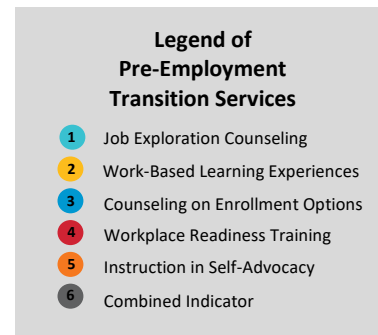 Legend of
Pre-Employment
Transition Services
1 Job Exploration Counseling
2 Work-Based Learning Experiences
3 Counseling on Enrollment Options
4 Workplace Readiness Training
5 Instruction in Self-Advocacy
6 Combined Indicator